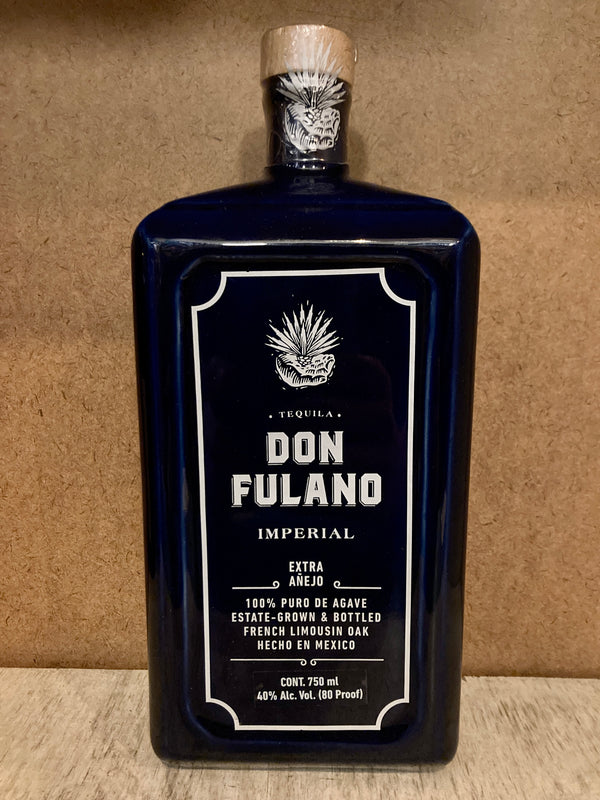 • TEQUILA •
DON
FULANO
IMPERIAL
EXTRA
AÑEJO
100% PURO DE AGAVE
ESTATE-GROWN & BOTTLED
FRENCH LIMOUSIN OAK
HECHO EN MEXICO
CONT. 750 ml
40% Alc. Vol. (80 Proof)